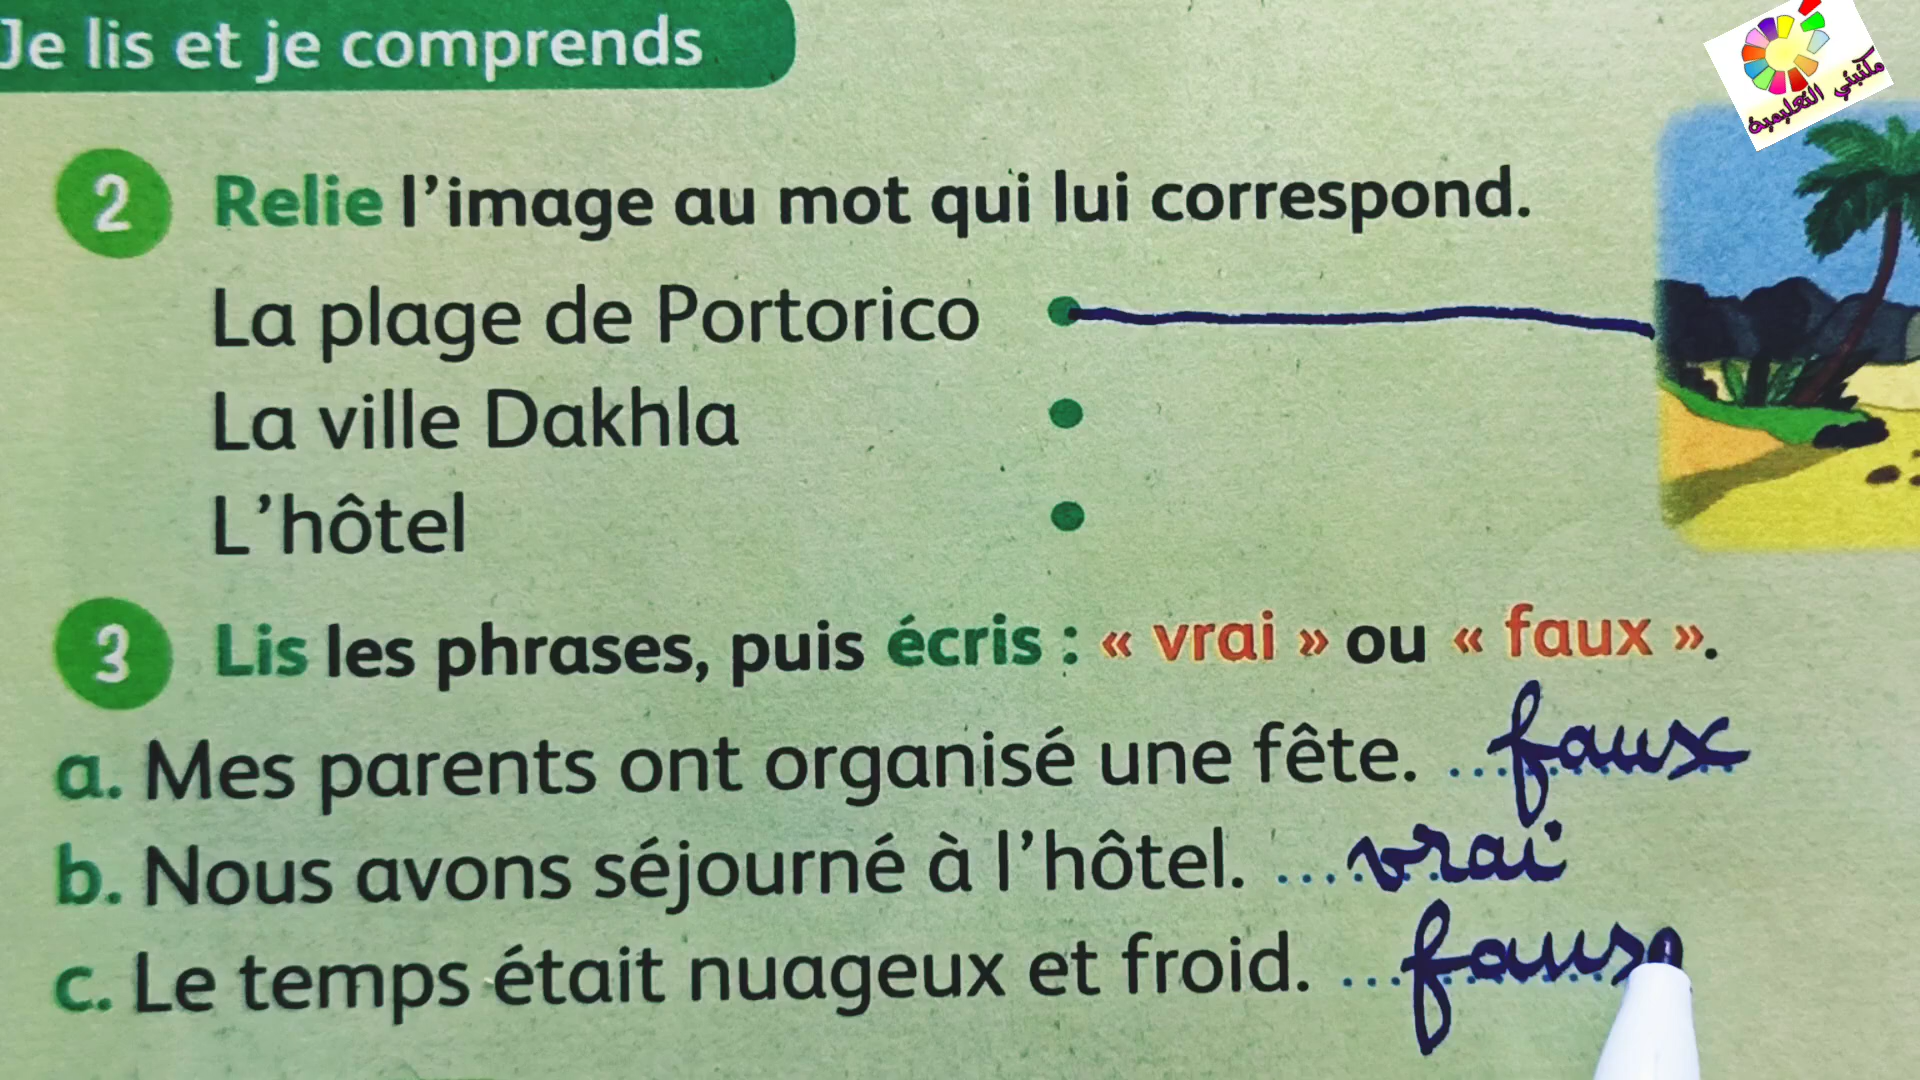 Je lis et je comprends
مكتبتي التعليمية
2 Relie l’image au mot qui lui correspond.
La plage de Portorico
La ville Dakhla
L’hôtel
3 Lis les phrases, puis écris : « vrai » ou « faux ».
a. Mes parents ont organisé une fête. ...faux
b. Nous avons séjourné à l’hôtel. ...vrai
c. Le temps était nuageux et froid. ...faux